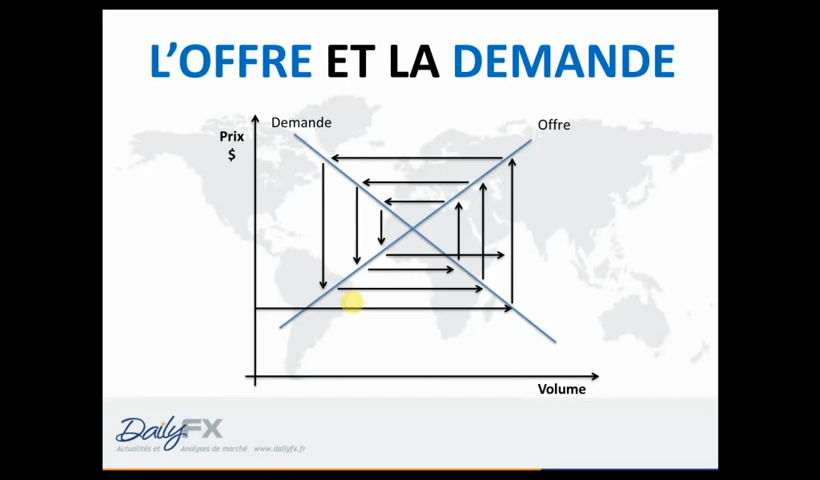 L'OFFRE ET LA DEMANDE
Demande
Offre
Prix
$
Volume
DailyFX
Actualités et Analyses de marché www.dailyfx.fr